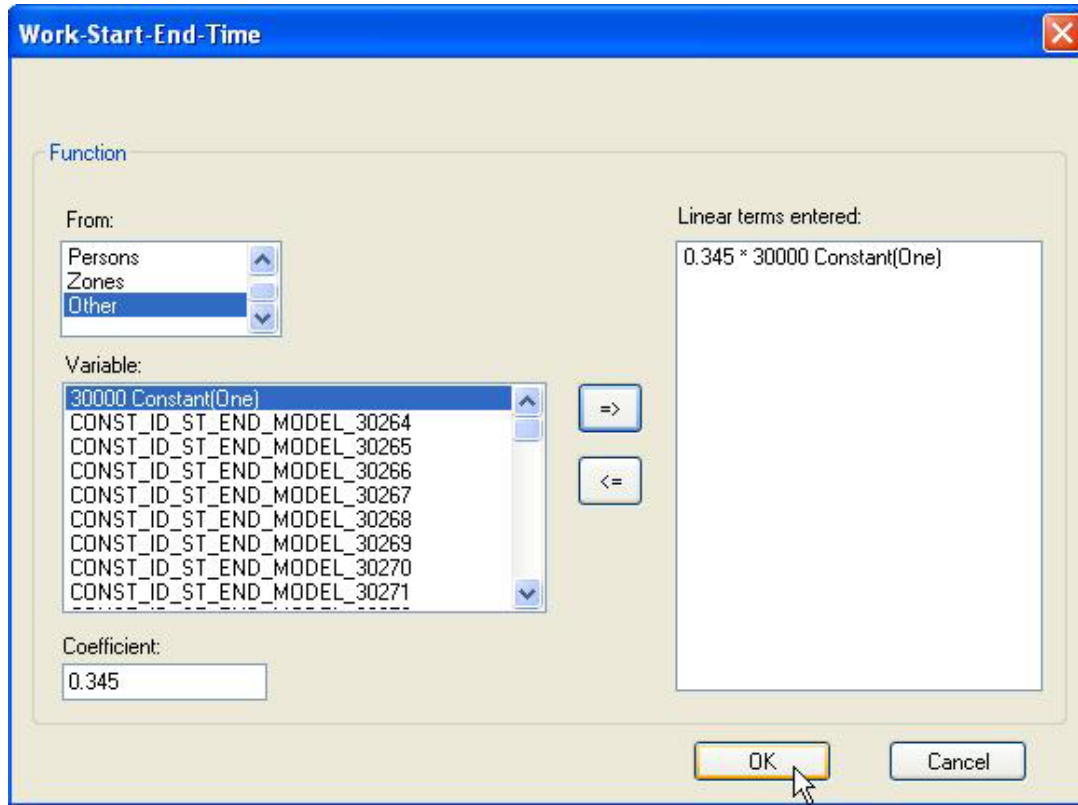 Work-Start-End-Time
Function
From:
Persons
Zones
Other
Variable:
30000 Constant(One)
CONST_ID_ST_END_MODEL_30264
CONST_ID_ST_END_MODEL_30265
CONST_ID_ST_END_MODEL_30266
CONST_ID_ST_END_MODEL_30267
CONST_ID_ST_END_MODEL_30268
CONST_ID_ST_END_MODEL_30269
CONST_ID_ST_END_MODEL_30270
CONST_ID_ST_END_MODEL_30271
=>
<=
Coefficient:
0.345
Linear terms entered:
0.345 * 30000 Constant(One)
OK
Cancel